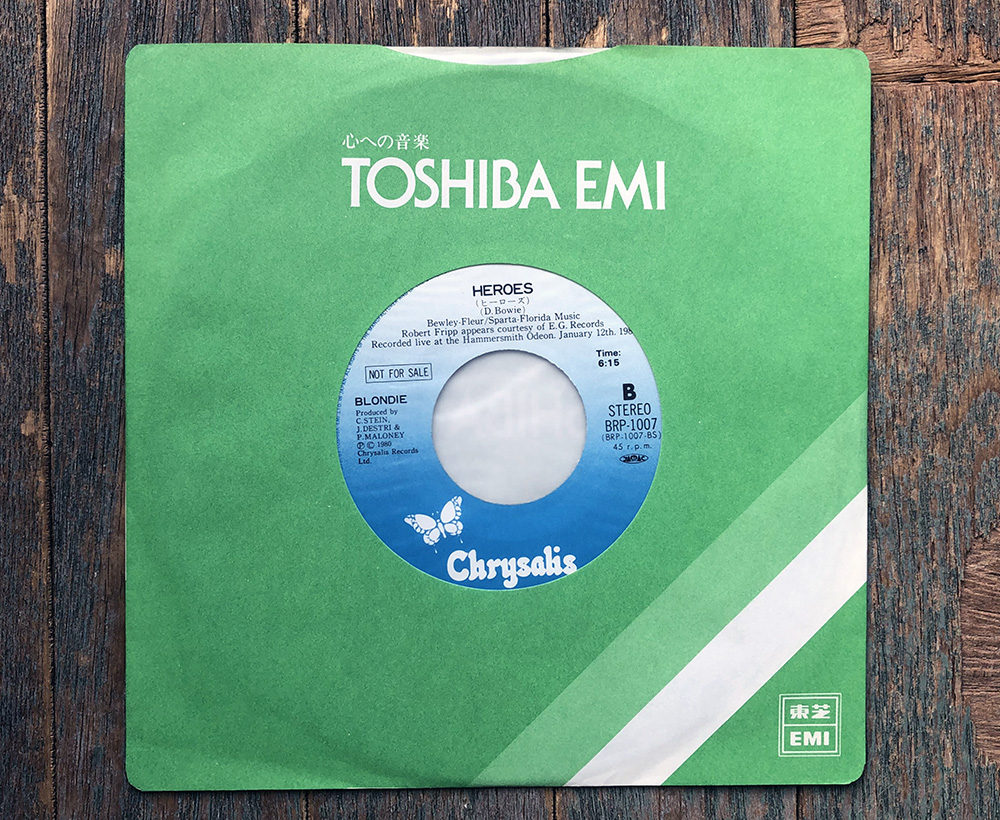 心への音楽
TOSHIBA EMI
HEROES
(ヒーローズ)
(D. Bowie)
Bewley-Fleur/Sparta-Florida Music
Robert Fripp appears courtesy of E.G. Records
Recorded live at the Hammersmith Odeon. January 12th. 198
Time:
6:15
NOT FOR SALE
BLONDIE
Produced by
C. STEIN,
J. DESTRI &
P. MALONEY
Ⓟ © 1980
Chrysalis Records
Ltd.
B
STEREO
BRP-1007
(BRP-1007-BS)
45 r.p.m.
Chrysalis
東芝
EMI